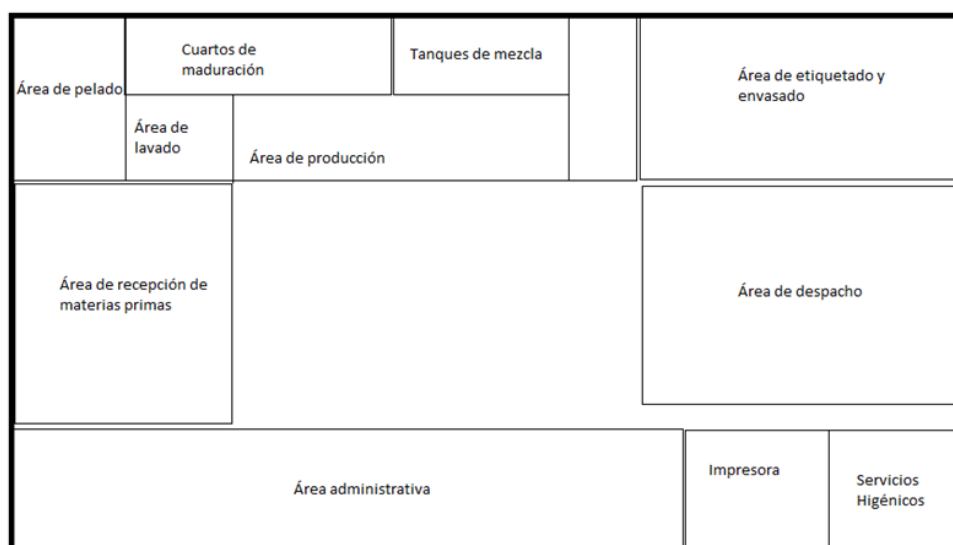 Cuartos de
maduración
Tanques de mezcla
Área de etiquetado y
envasado
Área de pelado
Área de
lavado
Área de producción
Área de recepción de
materias primas
Área de despacho
Área administrativa
Impresora
Servicios
Higénicos